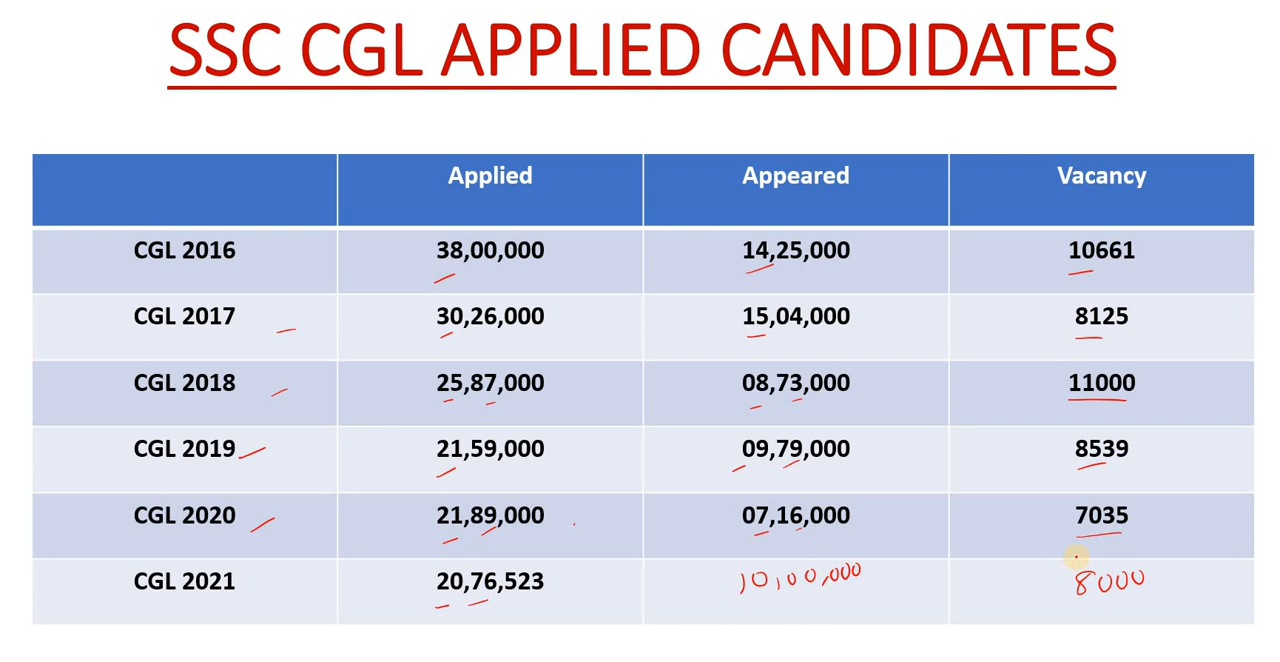 SSC CGL APPLIED CANDIDATES
Applied Appeared Vacancy
CGL 2016 38,00,000 14,25,000 10661
CGL 2017 30,26,000 15,04,000 8125
CGL 2018 25,87,000 08,73,000 11000
CGL 2019 21,59,000 09,79,000 8539
CGL 2020 21,89,000 07,16,000 7035
CGL 2021 20,76,523 10,00,000 8000